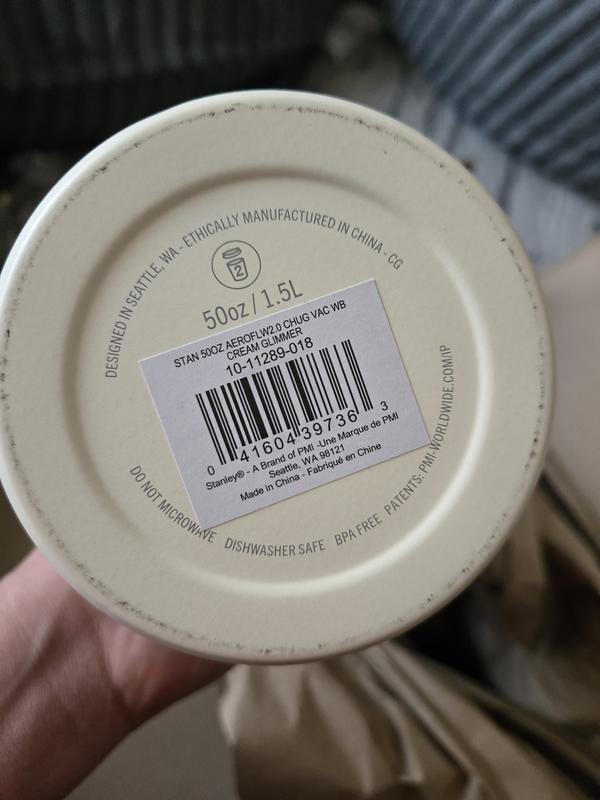 DESIGNED IN SEATTLE, WA - ETHICALLY MANUFACTURED IN CHINA - CG
2
50oz / 1.5L
STAN 50OZ AEROFLW2.0 CHUG VAC WB
CREAM GLIMMER
10-11289-018
0 41604 39736 3
Stanley® - A Brand of PMI -Une Marque de PMI
Seattle, WA 98121
Made in China - Fabriqué en Chine
DO NOT MICROWAVE DISHWASHER SAFE BPA FREE PATENTS: PMI-WORLDWIDE.COM/IP